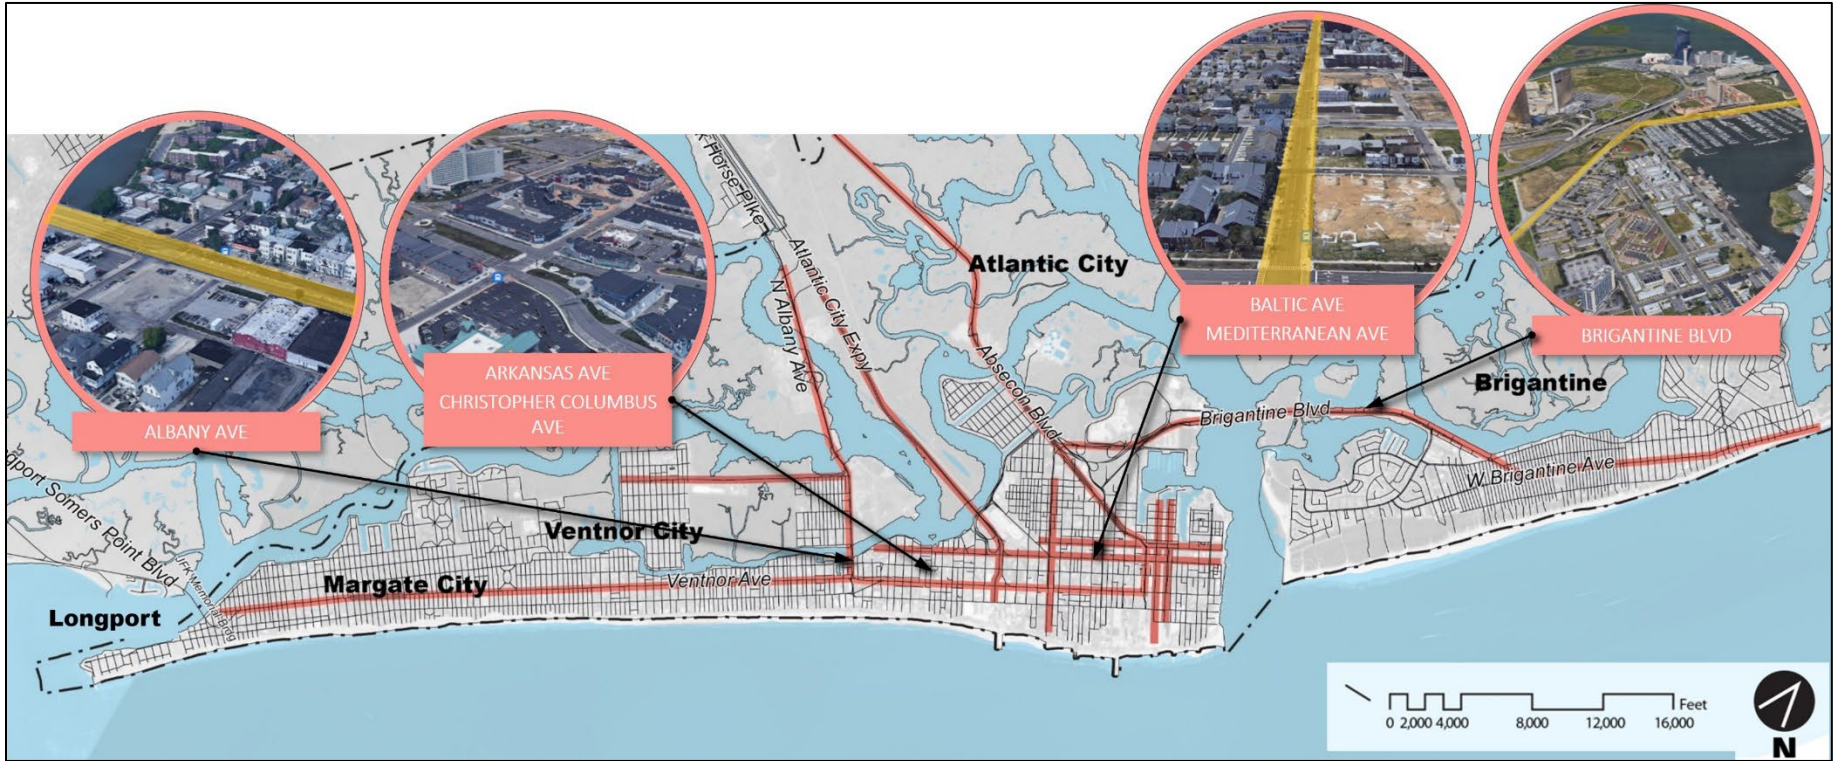 ALBANY AVE
ARKANSAS AVE
CHRISTOPHER COLUMBUS
AVE
BALTIC AVE
MEDITERRANEAN AVE
BRIGANTINE BLVD
Horse Pike
N Albany Ave
Atlantic City Expy
Atlantic City
Absecon Blvd
Brigantine Blvd
Brigantine
W Brigantine Ave
Ventnor City
Margate City
Ventnor Ave
Longport
gport Somers Point Blvd
JFK Memorial Brdg
Feet
0 2,000 4,000 8,000 12,000 16,000
N